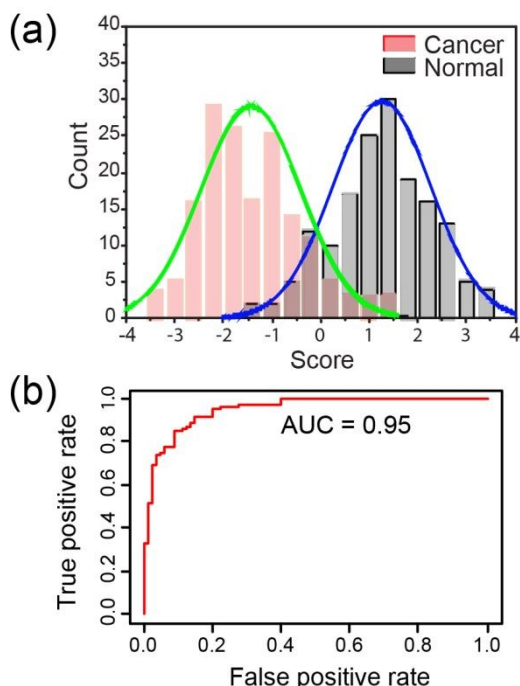 (a)
Cancer
Normal
Count
40
35
30
25
20
15
10
5
0
-4 -3 -2 -1 0 1 2 3 4
Score
(b)
AUC = 0.95
True positive rate
1.0
0.8
0.6
0.4
0.2
0.0
0.0 0.2 0.4 0.6 0.8 1.0
False positive rate